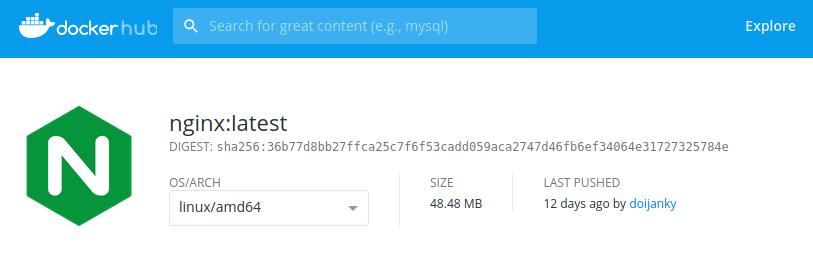 docker hub
Search for great content (e.g., mysql)
Explore
N
nginx:latest
DIGEST: sha256:36b77d8bb27ffca25c7f6f53cadd059aca2747d46fb6ef34064e31727325784e
OS/ARCH
linux/amd64
SIZE
48.48 MB
LAST PUSHED
12 days ago by doijanky